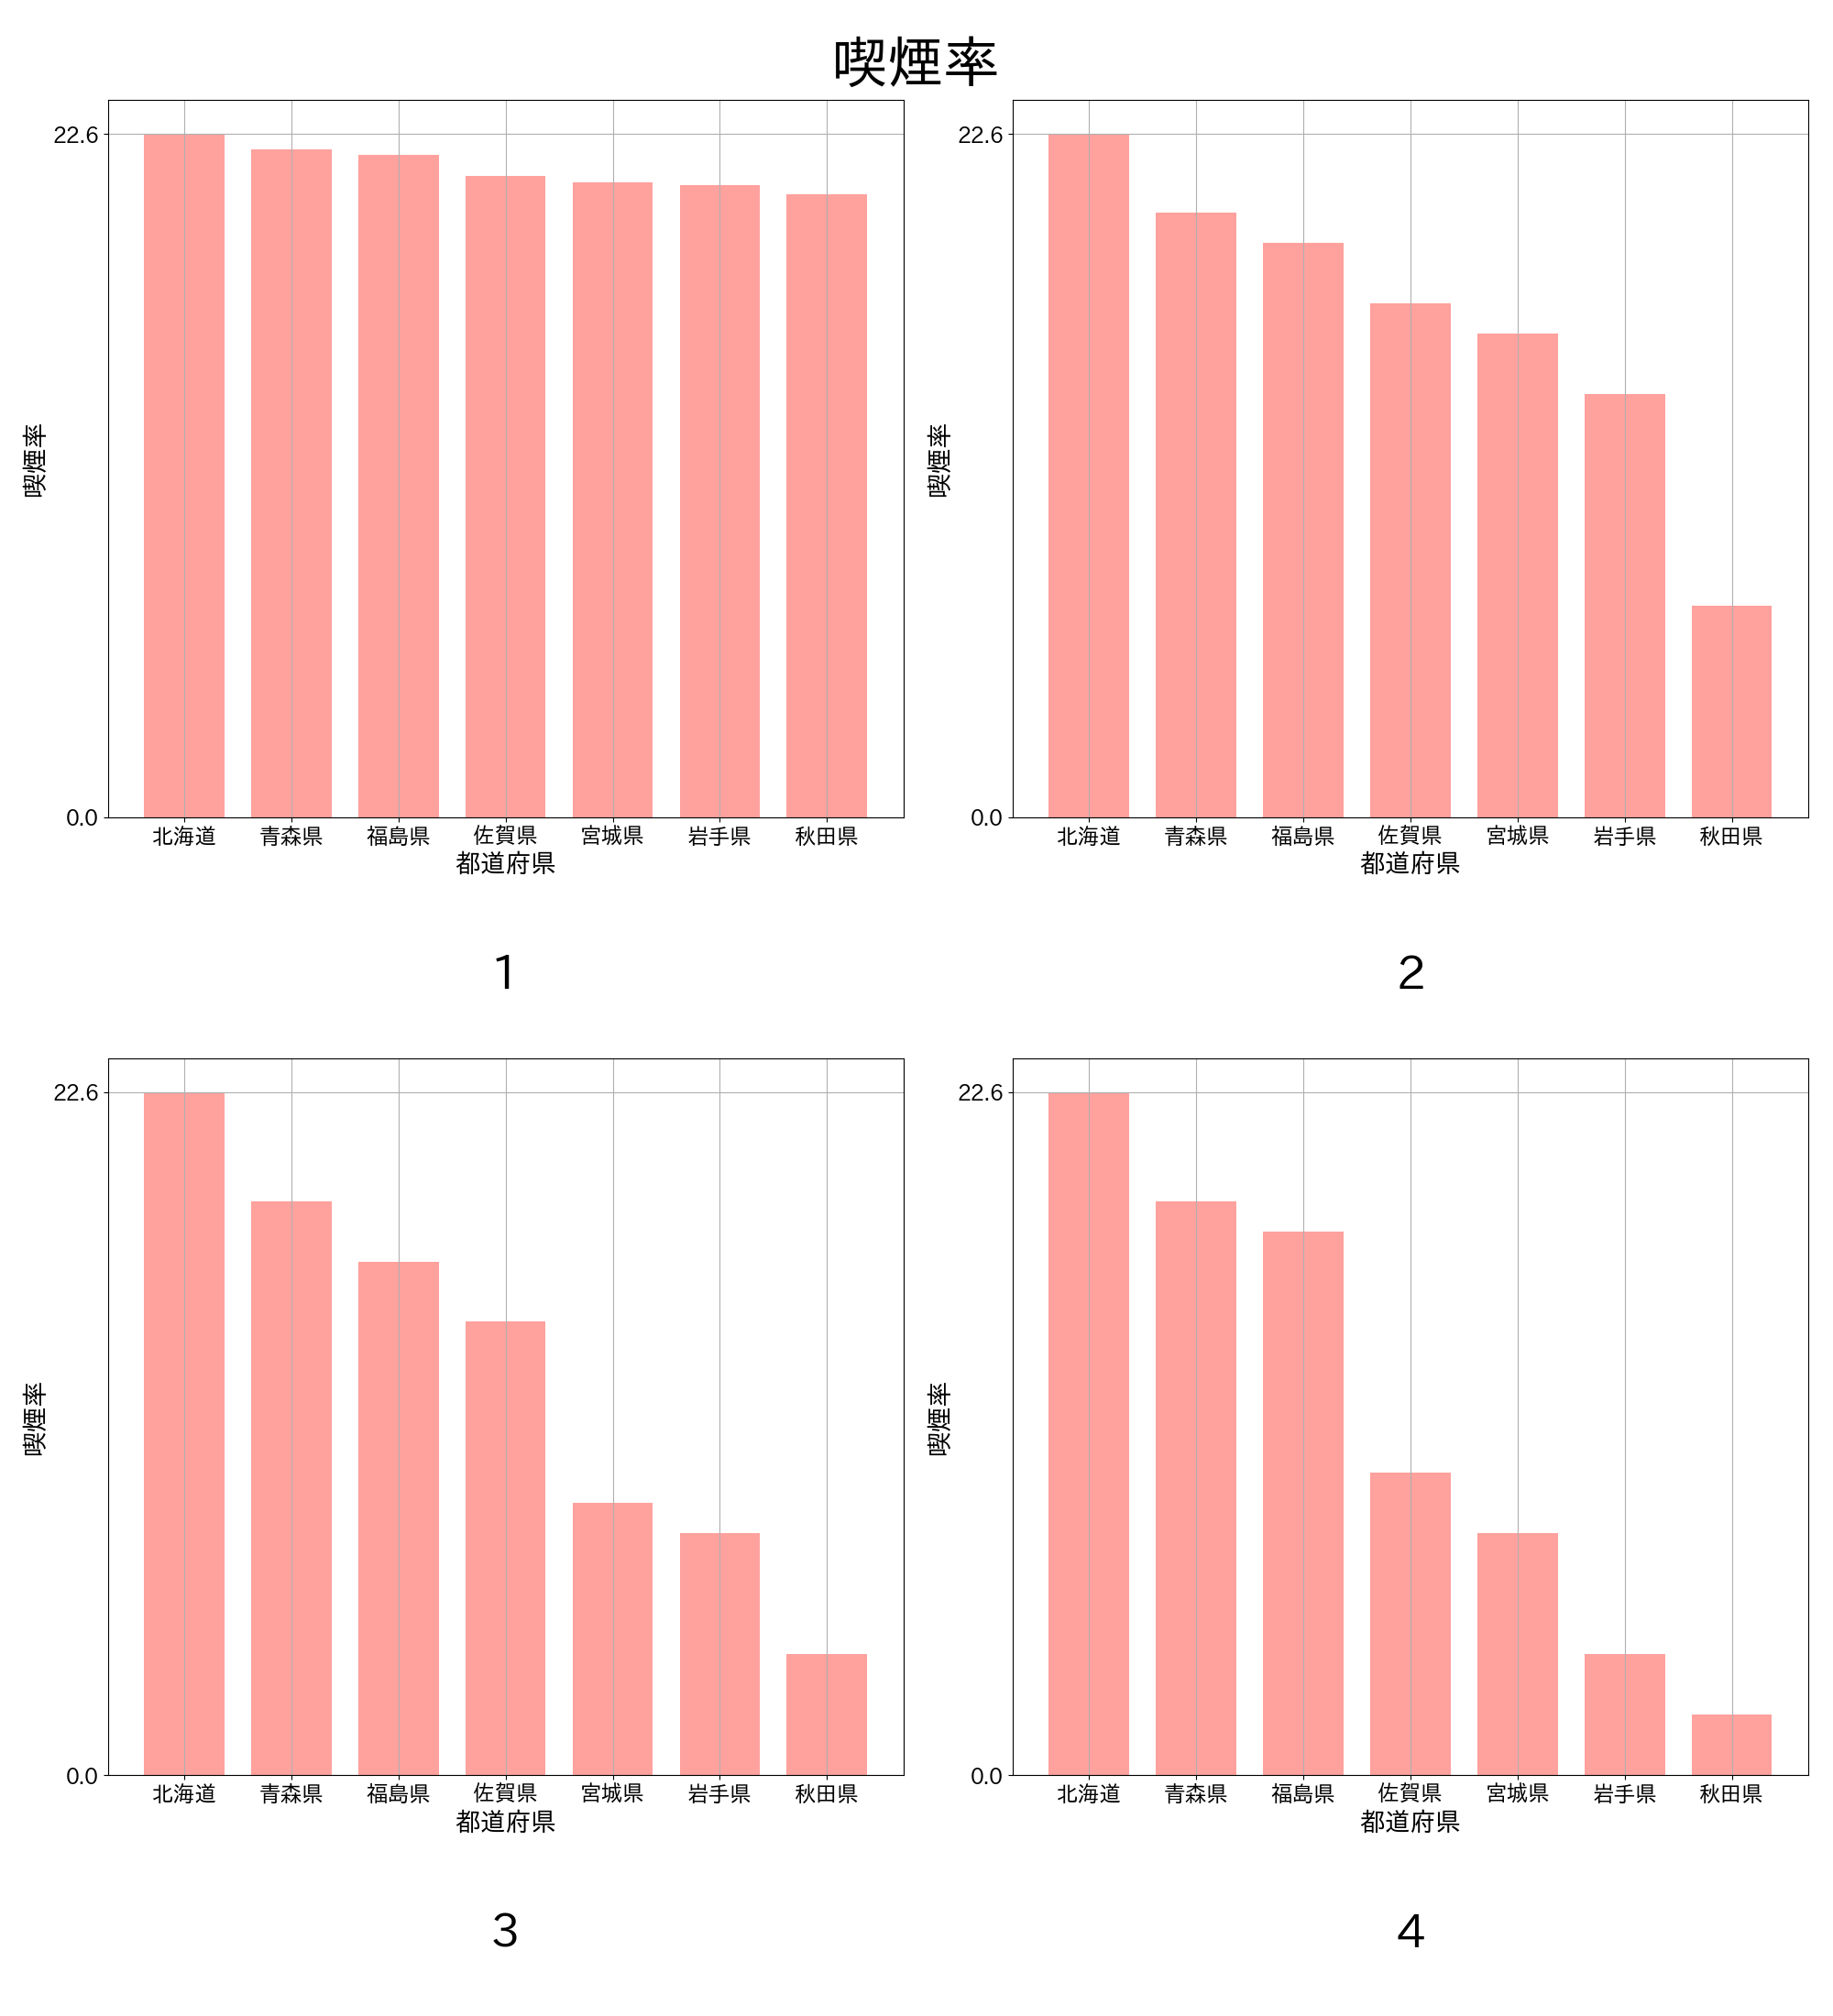 喫煙率
22.6
0.0
喫煙率
北海道 青森県 福島県 佐賀県 宮城県 岩手県 秋田県
都道府県
1
22.6
0.0
喫煙率
北海道 青森県 福島県 佐賀県 宮城県 岩手県 秋田県
都道府県
2
22.6
0.0
喫煙率
北海道 青森県 福島県 佐賀県 宮城県 岩手県 秋田県
都道府県
3
22.6
0.0
喫煙率
北海道 青森県 福島県 佐賀県 宮城県 岩手県 秋田県
都道府県
4